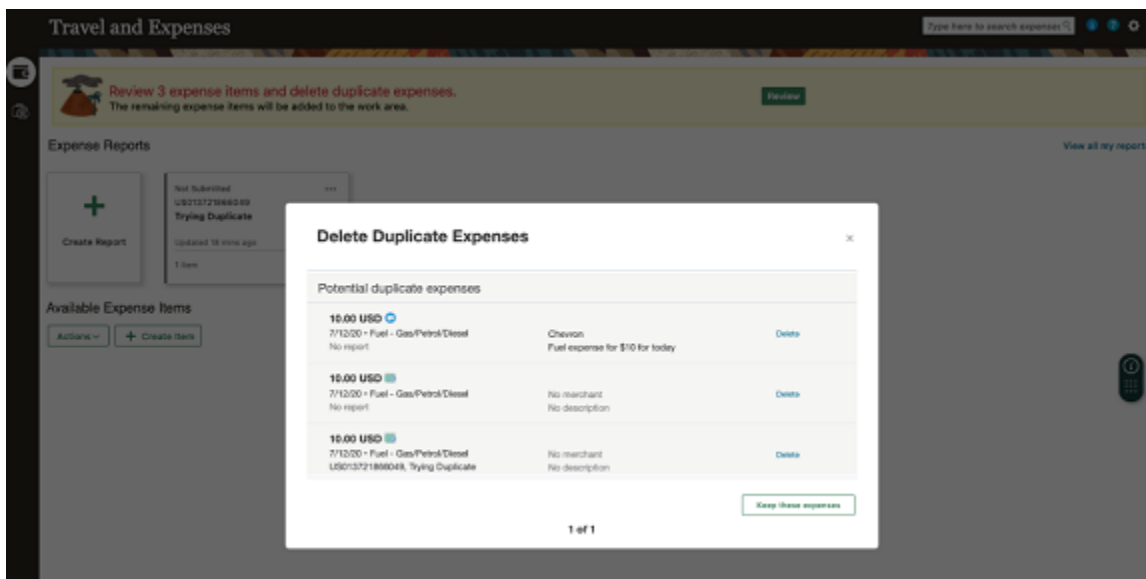 Travel and Expenses
Type here to search expenses
Review 3 expense items and delete duplicate expenses.
The remaining expense items will be added to the work area.
Review
Expense Reports
View all my report
Create Report
Not Submitted
Trying Duplicate
Updated 18 mins ago
1 item
Available Expense Items
Actions
Create Item
Delete Duplicate Expenses
Potential duplicate expenses
10.00 USD
7/12/20 • Fuel - Gas/Petrol/Diesel
No report
Chevron
Fuel expense for $10 for today
Delete
10.00 USD
7/12/20 • Fuel - Gas/Petrol/Diesel
No report
No merchant
No description
Delete
10.00 USD
7/12/20 • Fuel - Gas/Petrol/Diesel
Trying Duplicate
No merchant
No description
Delete
Keep these expenses
1 of 1